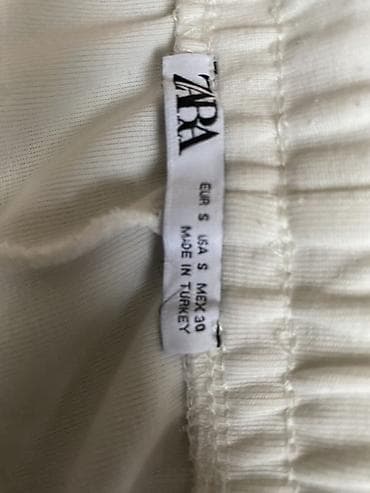 ZARA
EUR S USA S MEX 30
MADE IN TURKEY